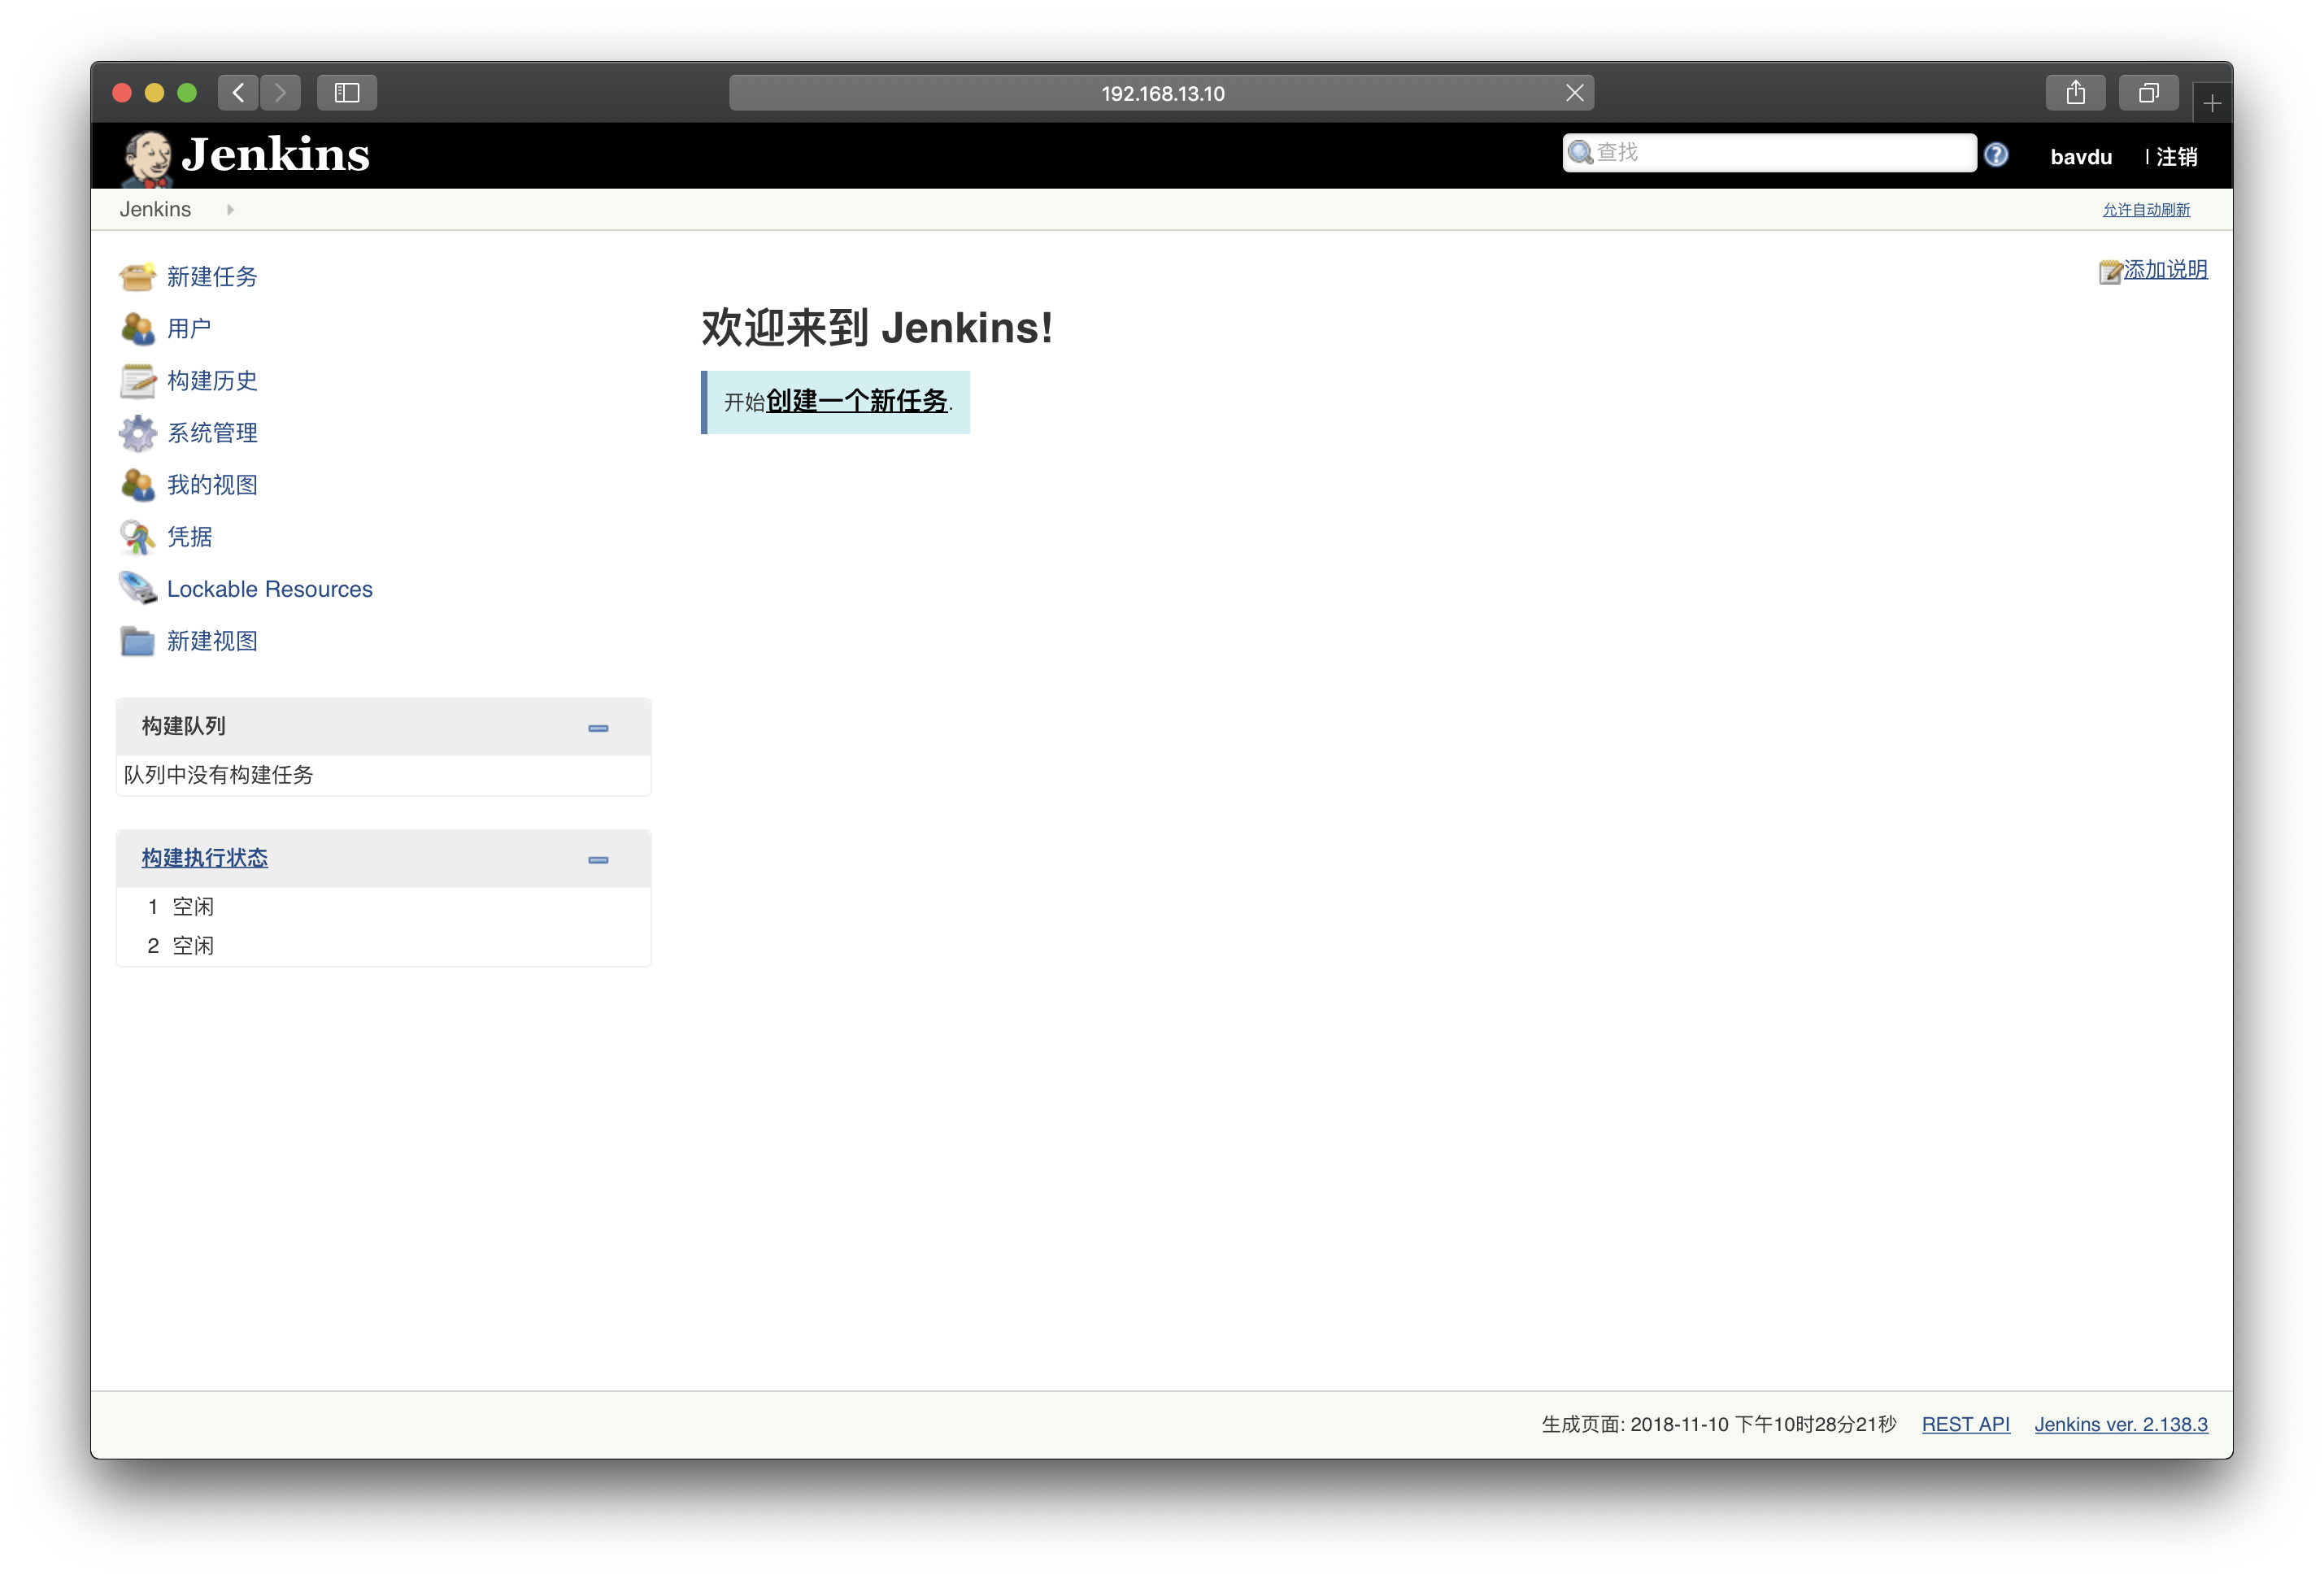 192.168.13.10
Jenkins
查找
bavdu
| 注销
Jenkins
允许自动刷新
新建任务
用户
构建历史
系统管理
我的视图
凭据
Lockable Resources
新建视图
构建队列
队列中没有构建任务
构建执行状态
1 空闲
2 空闲
添加说明
欢迎来到 Jenkins!
开始创建一个新任务.
生成页面: 2018-11-10 下午10时28分21秒 REST API Jenkins ver. 2.138.3